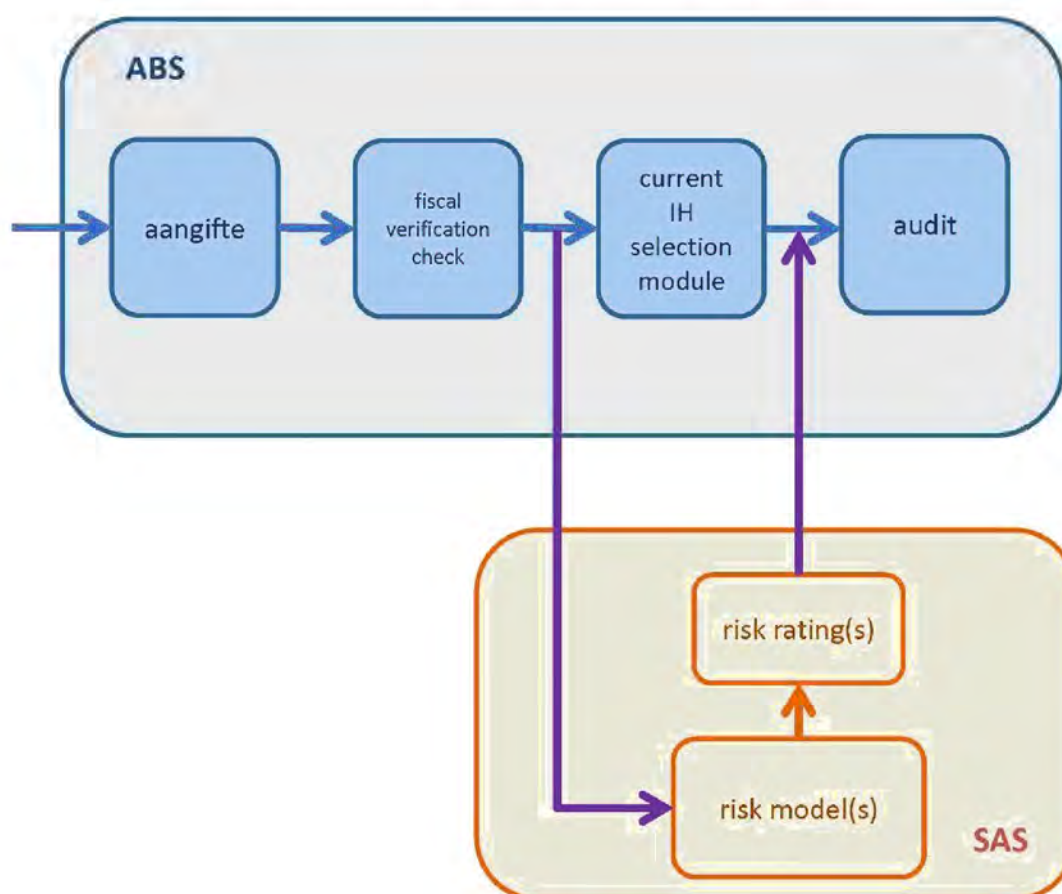 ABS
aangifte
fiscal
verification
check
current
IH
selection
module
audit
risk rating(s)
risk model(s)
SAS